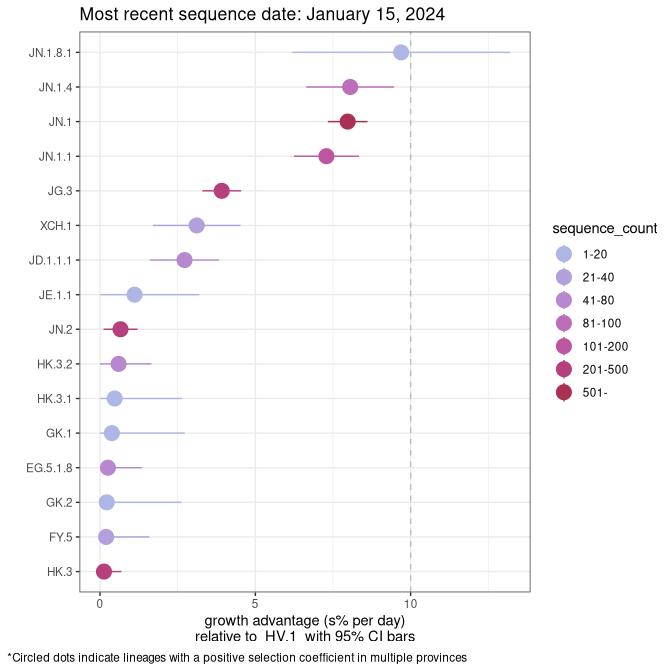 Most recent sequence date: January 15, 2024
JN.1.8.1
JN.1.4
JN.1
JN.1.1
JG.3
XCH.1
JD.1.1.1
JE.1.1
JN.2
HK.3.2
HK.3.1
GK.1
EG.5.1.8
GK.2
FY.5
HK.3
0 5 10
growth advantage (s% per day)
relative to HV.1 with 95% CI bars
sequence_count
1-20
21-40
41-80
81-100
101-200
201-500
501-
*Circled dots indicate lineages with a positive selection coefficient in multiple provinces